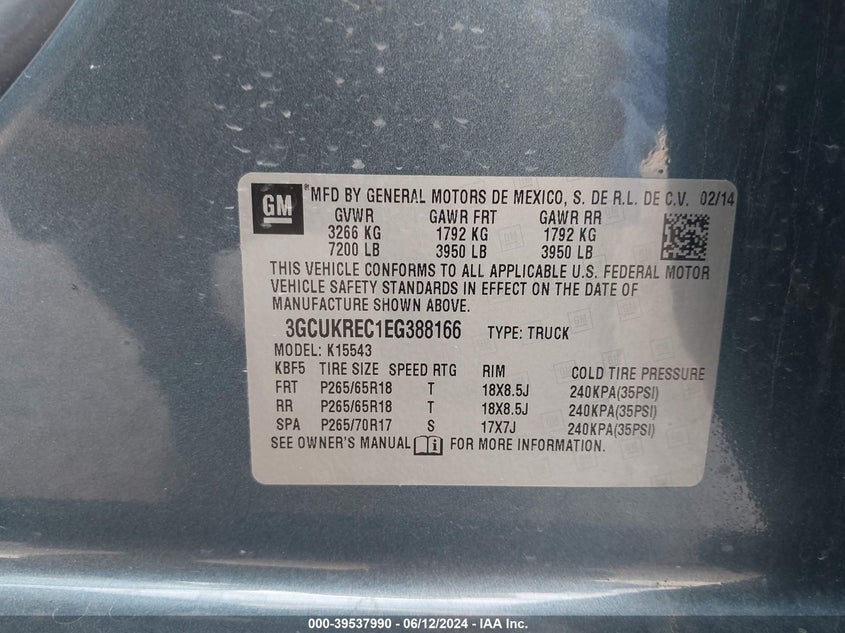 GM ® MFD BY GENERAL MOTORS DE MEXICO, S. DE R.L. DE C.V. 02/14
GVWR GAWR FRT GAWR RR
3266 KG 1792 KG 1792 KG
7200 LB 3950 LB 3950 LB
THIS VEHICLE CONFORMS TO ALL APPLICABLE U.S. FEDERAL MOTOR
VEHICLE SAFETY STANDARDS IN EFFECT ON THE DATE OF
MANUFACTURE SHOWN ABOVE.
3GCUKREC1EG388166 TYPE: TRUCK
MODEL: K15543
KBF5 TIRE SIZE SPEED RTG RIM COLD TIRE PRESSURE
FRT P265/65R18 T 18X8.5J 240KPA(35PSI)
RR P265/65R18 T 18X8.5J 240KPA(35PSI)
SPA P265/70R17 S 17X7J 240KPA(35PSI)
SEE OWNER'S MANUAL FOR MORE INFORMATION.
000-39537990 - 06/12/2024 - IAA Inc.